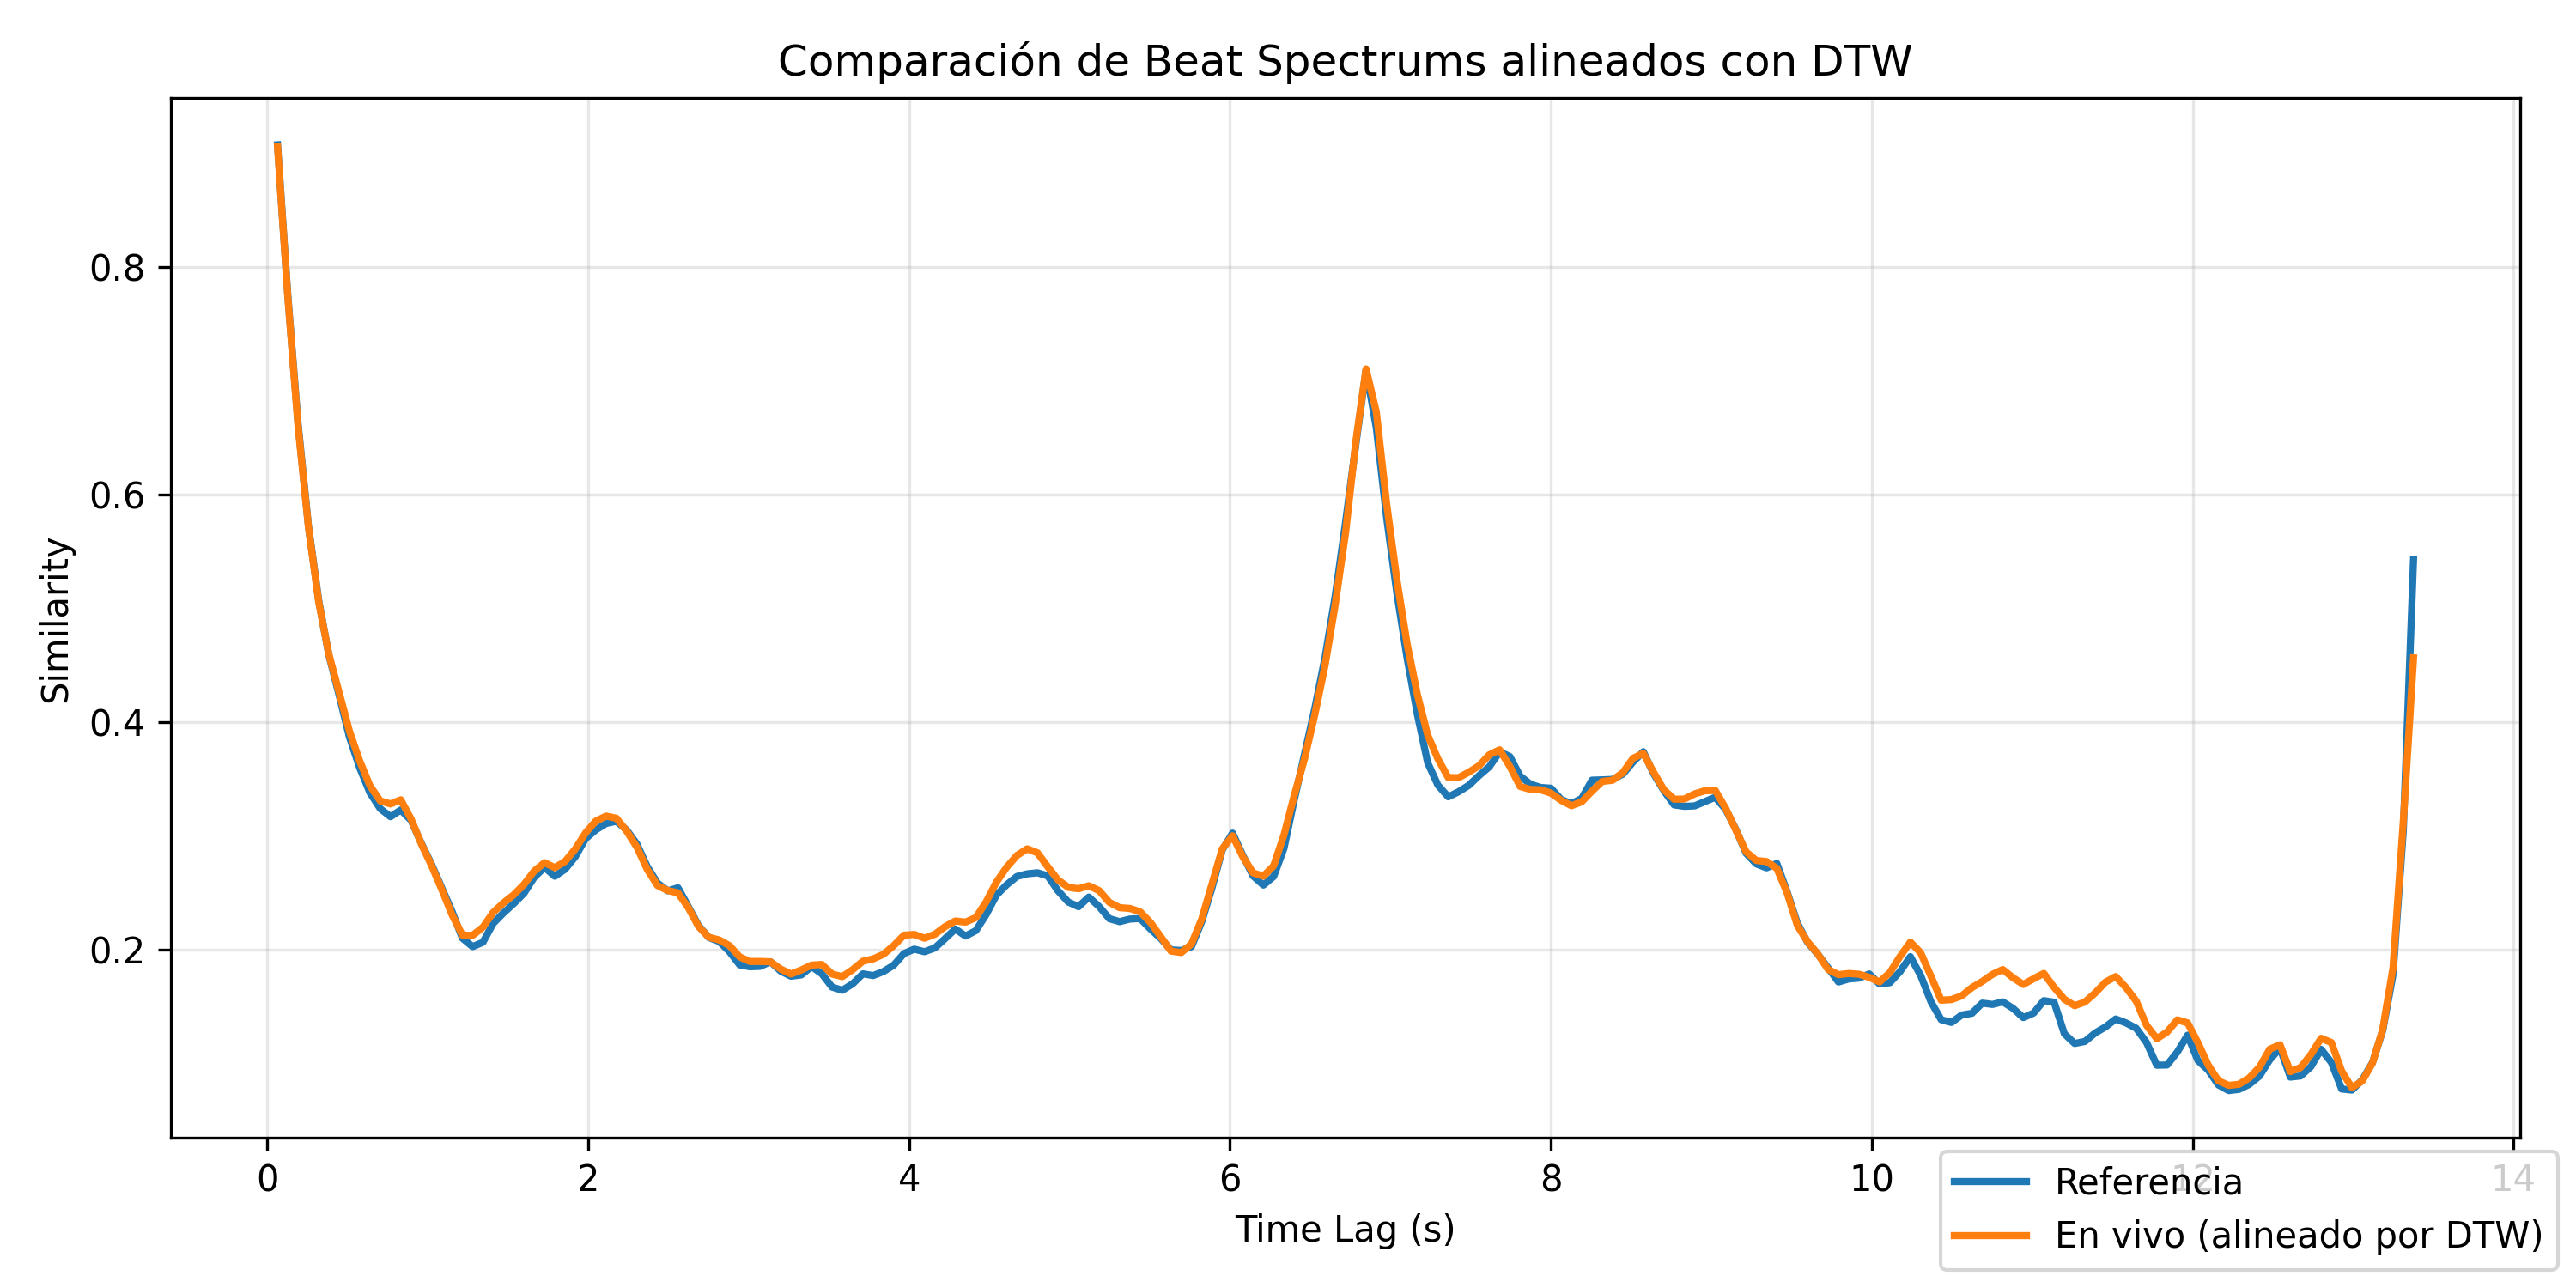 Comparación de Beat Spectrums alineados con DTW
Similarity
0.8
0.6
0.4
0.2
0 2 4 6 8 10 12 14
Time Lag (s)
Referencia
En vivo (alineado por DTW)